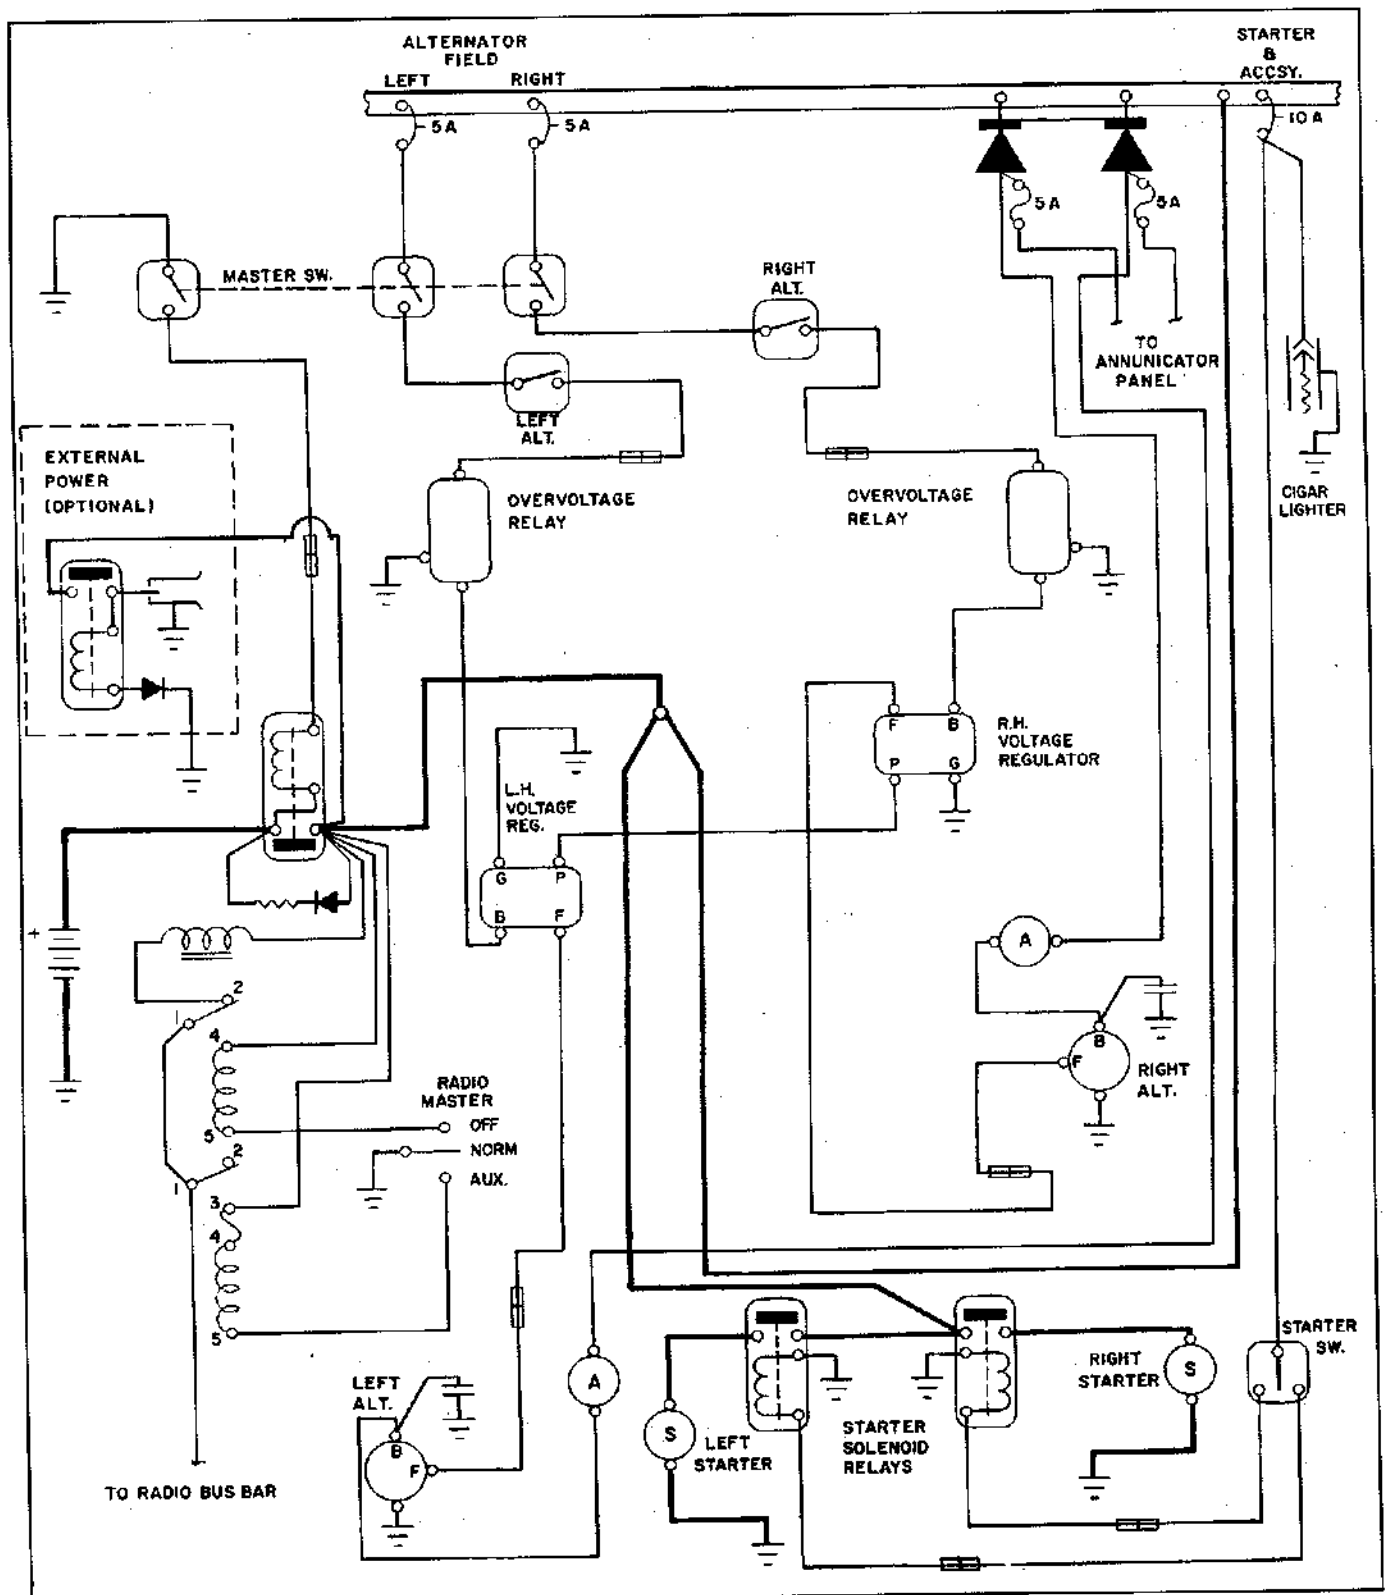 ALTERNATOR
FIELD
LEFT
RIGHT
STARTER
&
ACCSY.
5A
5A
10A
5A
5A
MASTER SW.
RIGHT
ALT.
TO
ANNUNICATOR
PANEL
LEFT
ALT.
EXTERNAL
POWER
(OPTIONAL)
OVERVOLTAGE
RELAY
OVERVOLTAGE
RELAY
CIGAR
LIGHTER
F
B
P
G
R.H.
VOLTAGE
REGULATOR
L.H.
VOLTAGE
REG.
G
P
B
F
+
A
2
1
4
5
2
1
3
4
5
B
F
RIGHT
ALT.
RADIO
MASTER
OFF
NORM
AUX.
STARTER
SW.
RIGHT
STARTER
S
A
LEFT
ALT.
B
F
S
LEFT
STARTER
STARTER
SOLENOID
RELAYS
TO RADIO BUS BAR